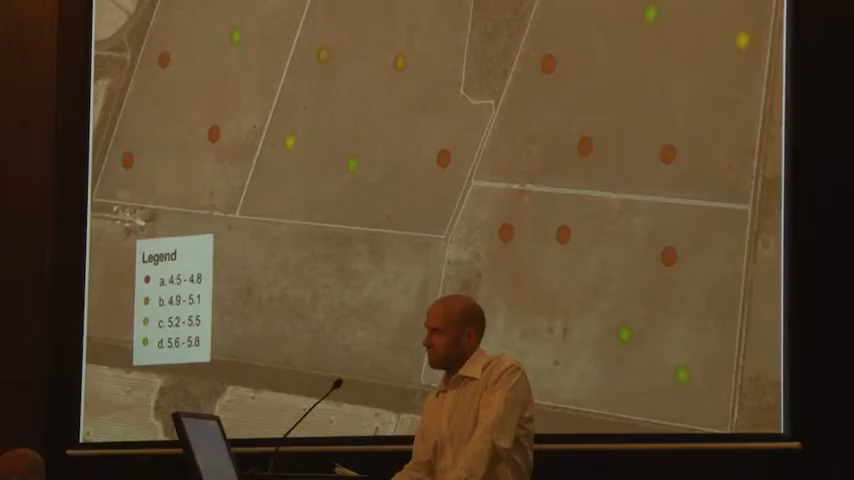 Legend
a. 4.5 - 4.8
b. 4.9 - 5.1
c. 5.2 - 5.5
d. 5.6 - 5.8